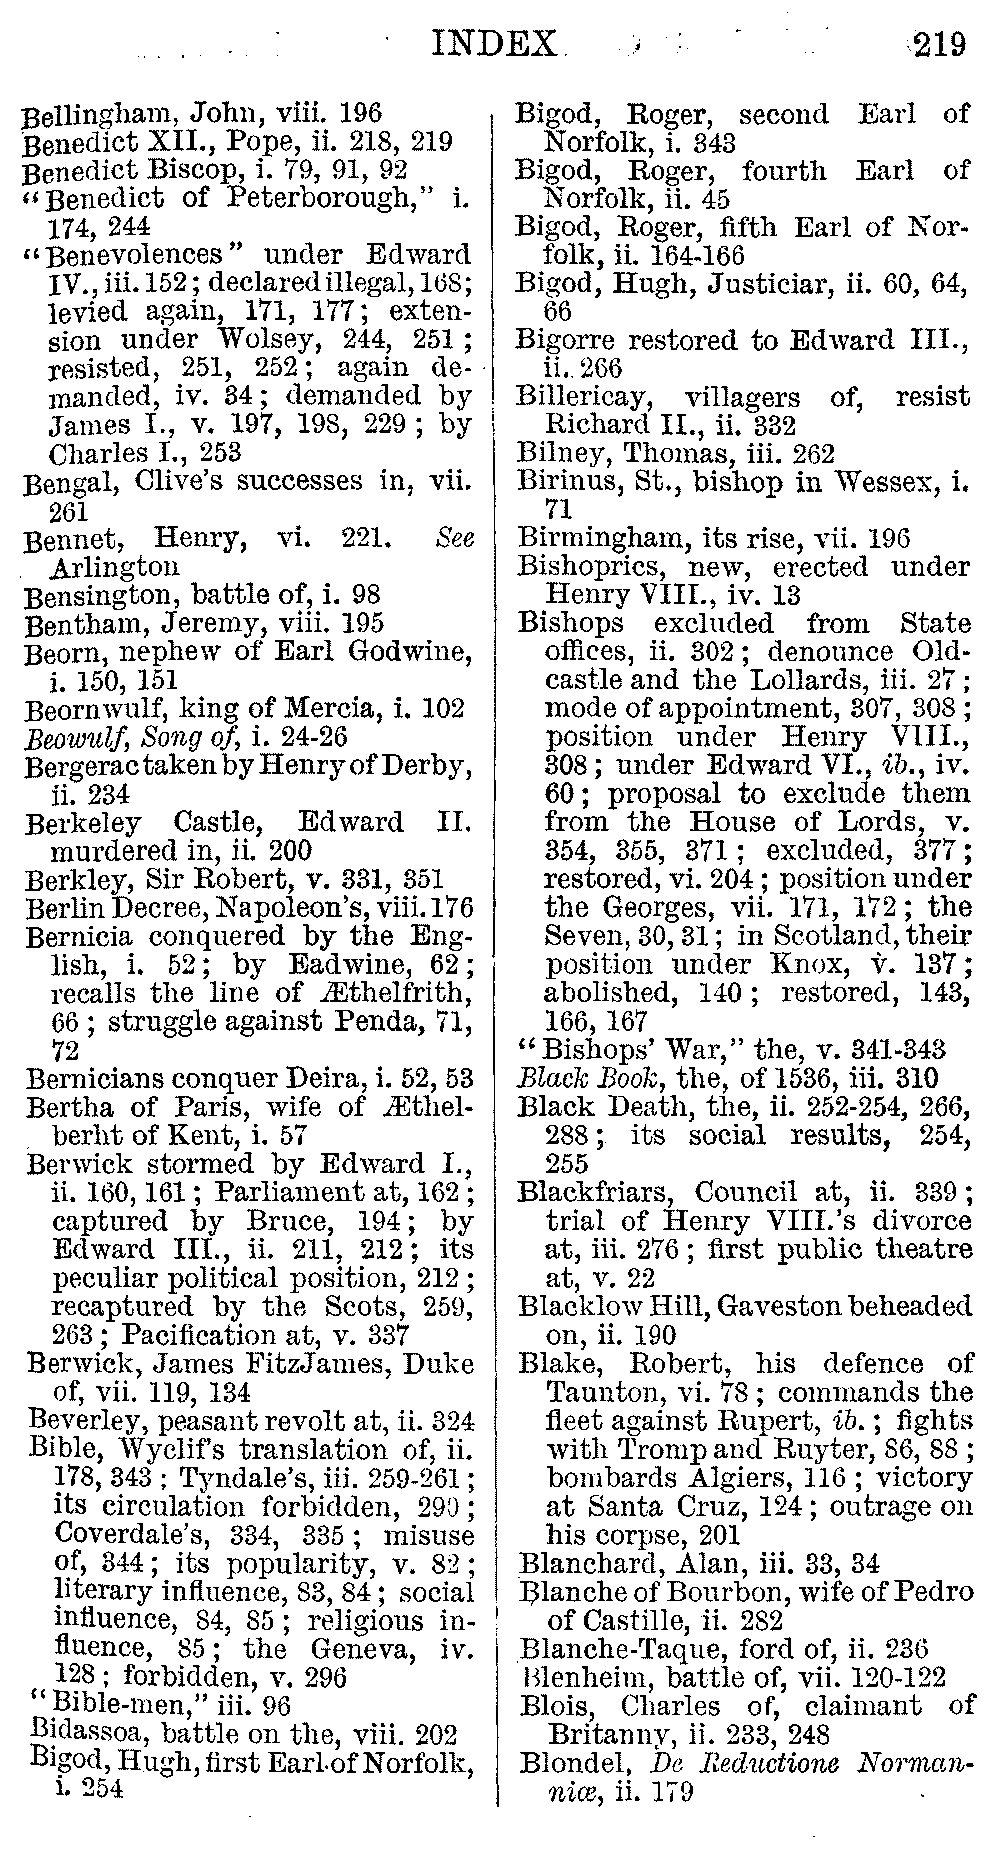 INDEX 219
Bellingham, John, viii. 196
Benedict XII., Pope, ii. 218, 219
Benedict Biscop, i. 79, 91, 92
“Benedict of Peterborough,” i.
174, 244
“Benevolences” under Edward
IV., iii. 152; declared illegal, 168;
levied again, 171, 177; exten-
sion under Wolsey, 244, 251;
resisted, 251, 252; again de-
manded, iv. 34; demanded by
James I., v. 197, 198, 229; by
Charles I., 253
Bengal, Clive’s successes in, vii.
261
Bennet, Henry, vi. 221. See
Arlington
Bensington, battle of, i. 98
Bentham, Jeremy, viii. 195
Beorn, nephew of Earl Godwine,
i. 150, 151
Beornwulf, king of Mercia, i. 102
Beowulf, Song of, i. 24-26
Bergerac taken by Henry of Derby,
ii. 234
Berkeley Castle, Edward II.
murdered in, ii. 200
Berkley, Sir Robert, v. 331, 351
Berlin Decree, Napoleon’s, viii. 176
Bernicia conquered by the Eng-
lish, i. 52; by Eadwine, 62;
recalls the line of Æthelfrith,
66; struggle against Penda, 71,
72
Bernicians conquer Deira, i. 52, 53
Bertha of Paris, wife of Æthel-
berht of Kent, i. 57
Berwick stormed by Edward I.,
ii. 160, 161; Parliament at, 162;
captured by Bruce, 194; by
Edward III., ii. 211, 212; its
peculiar political position, 212;
recaptured by the Scots, 259,
263; Pacification at, v. 337
Berwick, James FitzJames, Duke
of, vii. 119, 134
Beverley, peasant revolt at, ii. 324
Bible, Wyclif’s translation of, ii.
178, 343; Tyndale’s, iii. 259-261;
its circulation forbidden, 290;
Coverdale’s, 334, 335; misuse
of, 344; its popularity, v. 82;
literary influence, 83, 84; social
influence, 84, 85; religious in-
fluence, 85; the Geneva, iv.
128; forbidden, v. 296
“Bible-men,” iii. 96
Bidassoa, battle on the, viii. 202
Bigod, Hugh, first Earl of Norfolk,
i. 254
Bigod, Roger, second Earl of
Norfolk, i. 343
Bigod, Roger, fourth Earl of
Norfolk, ii. 45
Bigod, Roger, fifth Earl of Nor-
folk, ii. 164-166
Bigod, Hugh, Justiciar, ii. 60, 64,
66
Bigorre restored to Edward III.,
ii. 266
Billericay, villagers of, resist
Richard II., ii. 332
Bilney, Thomas, iii. 262
Birinus, St., bishop in Wessex, i.
71
Birmingham, its rise, vii. 196
Bishoprics, new, erected under
Henry VIII., iv. 13
Bishops excluded from State
offices, ii. 302; denounce Old-
castle and the Lollards, iii. 27;
mode of appointment, 307, 308;
position under Henry VIII.,
308; under Edward VI., ib., iv.
60; proposal to exclude them
from the House of Lords, v.
354, 355, 371; excluded, 377;
restored, vi. 204; position under
the Georges, vii. 171, 172; the
Seven, 30, 31; in Scotland, their
position under Knox, v. 137;
abolished, 140; restored, 143,
166, 167
“Bishops’ War,” the, v. 341-343
Black Book, the, of 1536, iii. 310
Black Death, the, ii. 252-254, 266,
288; its social results, 254,
255
Blackfriars, Council at, ii. 339;
trial of Henry VIII.’s divorce
at, iii. 276; first public theatre
at, v. 22
Blacklow Hill, Gaveston beheaded
on, ii. 190
Blake, Robert, his defence of
Taunton, vi. 78; commands the
fleet against Rupert, ib.; fights
with Tromp and Ruyter, 86, 88;
bombards Algiers, 116; victory
at Santa Cruz, 124; outrage on
his corpse, 201
Blanchard, Alan, iii. 33, 34
Blanche of Bourbon, wife of Pedro
of Castille, ii. 282
Blanche-Taque, ford of, ii. 236
Blenheim, battle of, vii. 120-122
Blois, Charles of, claimant of
Britanny, ii. 233, 248
Blondel, De Reductione Norman-
niæ, ii. 179